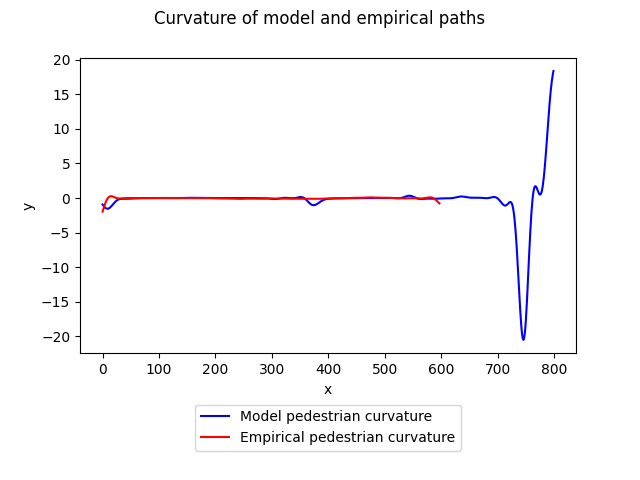 Curvature of model and empirical paths
20
15
10
5
0
−5
−10
−15
−20
y
0 100 200 300 400 500 600 700 800
x
Model pedestrian curvature
Empirical pedestrian curvature